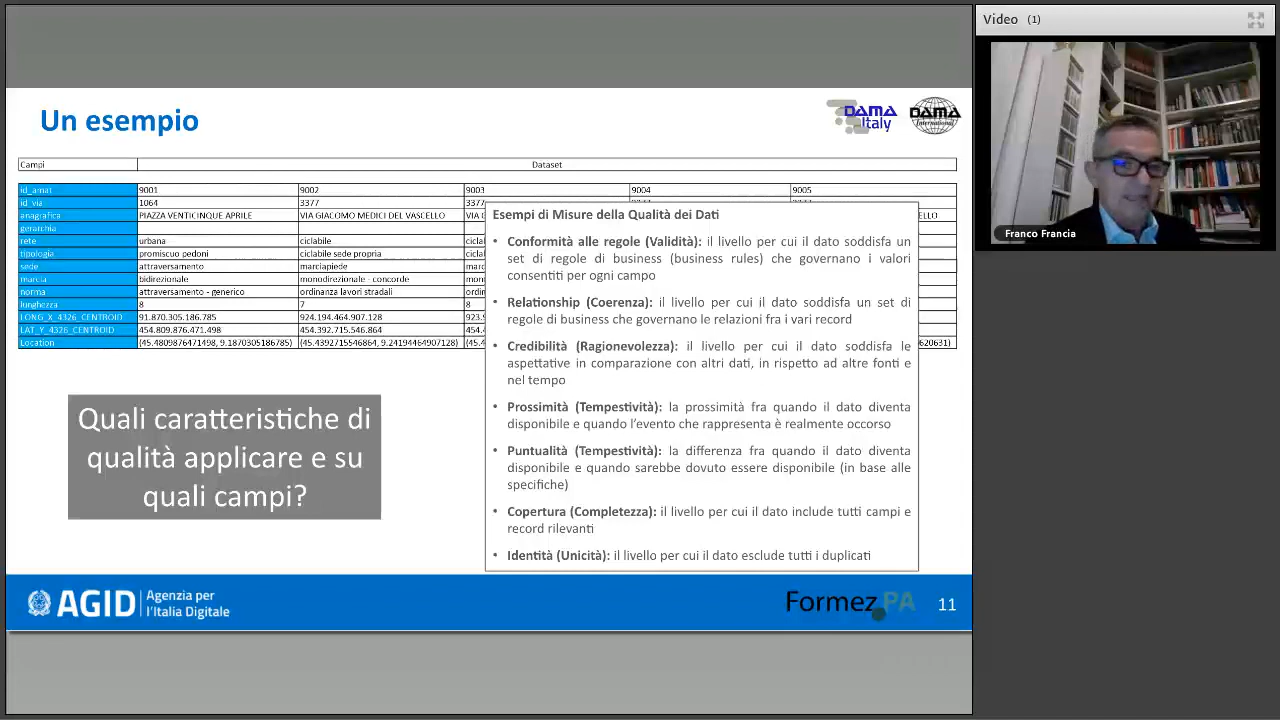 Video (1)
Franco Francia
Un esempio
DAMA Italy
DAMA International
Campi Dataset
id_amat 9001 9002 9003 9004 9005
id_via 1064 3377 3377
anagrafica PIAZZA VENTICINQUE APRILE VIA GIACOMO MEDICI DEL VASCELLO
gerarchia
rete urbana ciclabile
tipologia promiscuo pedoni ciclabile sede propria
sede attraversamento marciapiede
marcia bidirezionale monodirezionale - concorde
norma attraversamento - generico ordinanza lavori stradali
lunghezza 8 7 8
LONG_X_4326_CENTROID 91.870.305.186.785 924.194.464.907.128 923.9
LAT_Y_4326_CENTROID 454.809.876.471.498 454.392.715.546.864 454.4
Location (45.4809876471498, 9.1870305186785) (45.4392715546864, 9.24194464907128) (45.4 620631)
Esempi di Misure della Qualità dei Dati
• Conformità alle regole (Validità): il livello per cui il dato soddisfa un
set di regole di business (business rules) che governano i valori
consentiti per ogni campo
• Relationship (Coerenza): il livello per cui il dato soddisfa un set di
regole di business che governano le relazioni fra i vari record
• Credibilità (Ragionevolezza): il livello per cui il dato soddisfa le
aspettative in comparazione con altri dati, in rispetto ad altre fonti e
nel tempo
• Prossimità (Tempestività): la prossimità fra quando il dato diventa
disponibile e quando l'evento che rappresenta è realmente occorso
• Puntualità (Tempestività): la differenza fra quando il dato diventa
disponibile e quando sarebbe dovuto essere disponibile (in base alle
specifiche)
• Copertura (Completezza): il livello per cui il dato include tutti campi e
record rilevanti
• Identità (Unicità): il livello per cui il dato esclude tutti i duplicati
Quali caratteristiche di
qualità applicare e su
quali campi?
AGID Agenzia per
l'Italia Digitale
Formez PA
11